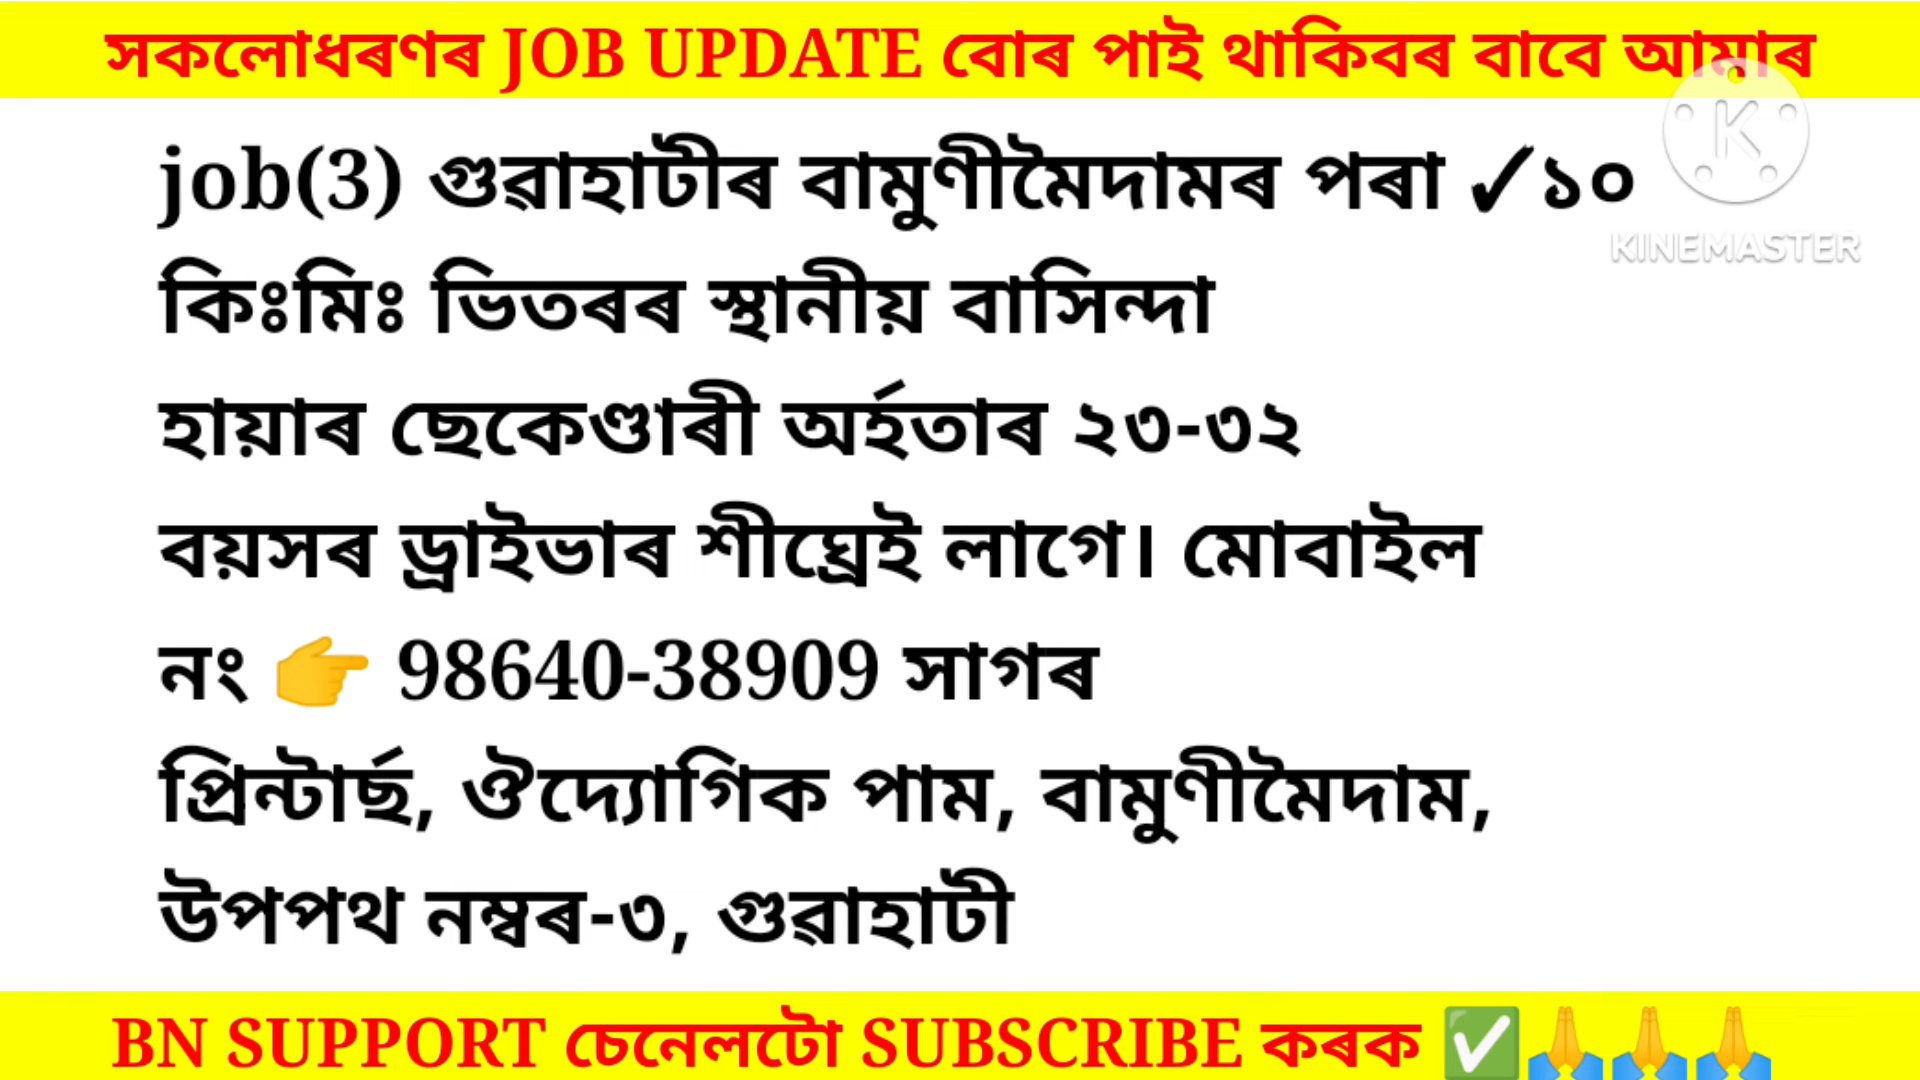 সকলোধৰণৰ JOB UPDATE বোৰ পাই থাকিবৰ বাবে আমাৰ
job(3) গুৱাহাটীৰ বামুণীমৈদামৰ পৰা ✓১০
কিঃমিঃ ভিতৰৰ স্থানীয় বাসিন্দা
হায়াৰ ছেকেণ্ডাৰী অৰ্হতাৰ ২৩-৩২
বয়সৰ ড্ৰাইভাৰ শীঘ্ৰেই লাগে। মোবাইল
নং 👉 98640-38909 সাগৰ
প্ৰিন্টাৰ্ছ, ঔদ্যোগিক পাম, বামুণীমৈদাম,
উপপথ নম্বৰ-৩, গুৱাহাটী
BN SUPPORT চেনেলটো SUBSCRIBE কৰক ✅🙏🙏🙏
K
KINEMASTER